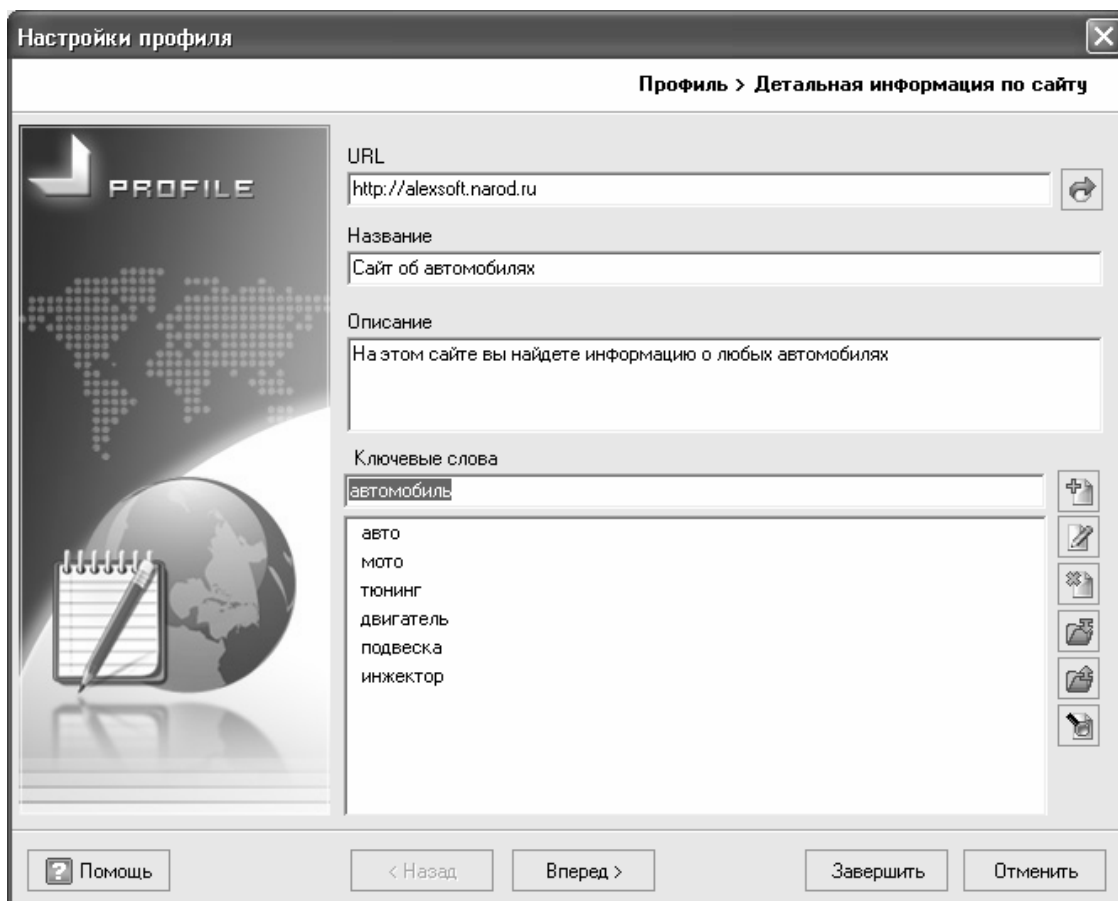 Настройки профиля
Профиль > Детальная информация по сайту
PROFILE
URL
http://alexsoft.narod.ru
Название
Сайт об автомобилях
Описание
На этом сайте вы найдете информацию о любых автомобилях
Ключевые слова
автомобиль
авто
мото
тюнинг
двигатель
подвеска
инжектор
? Помощь
< Назад
Вперед >
Завершить
Отменить